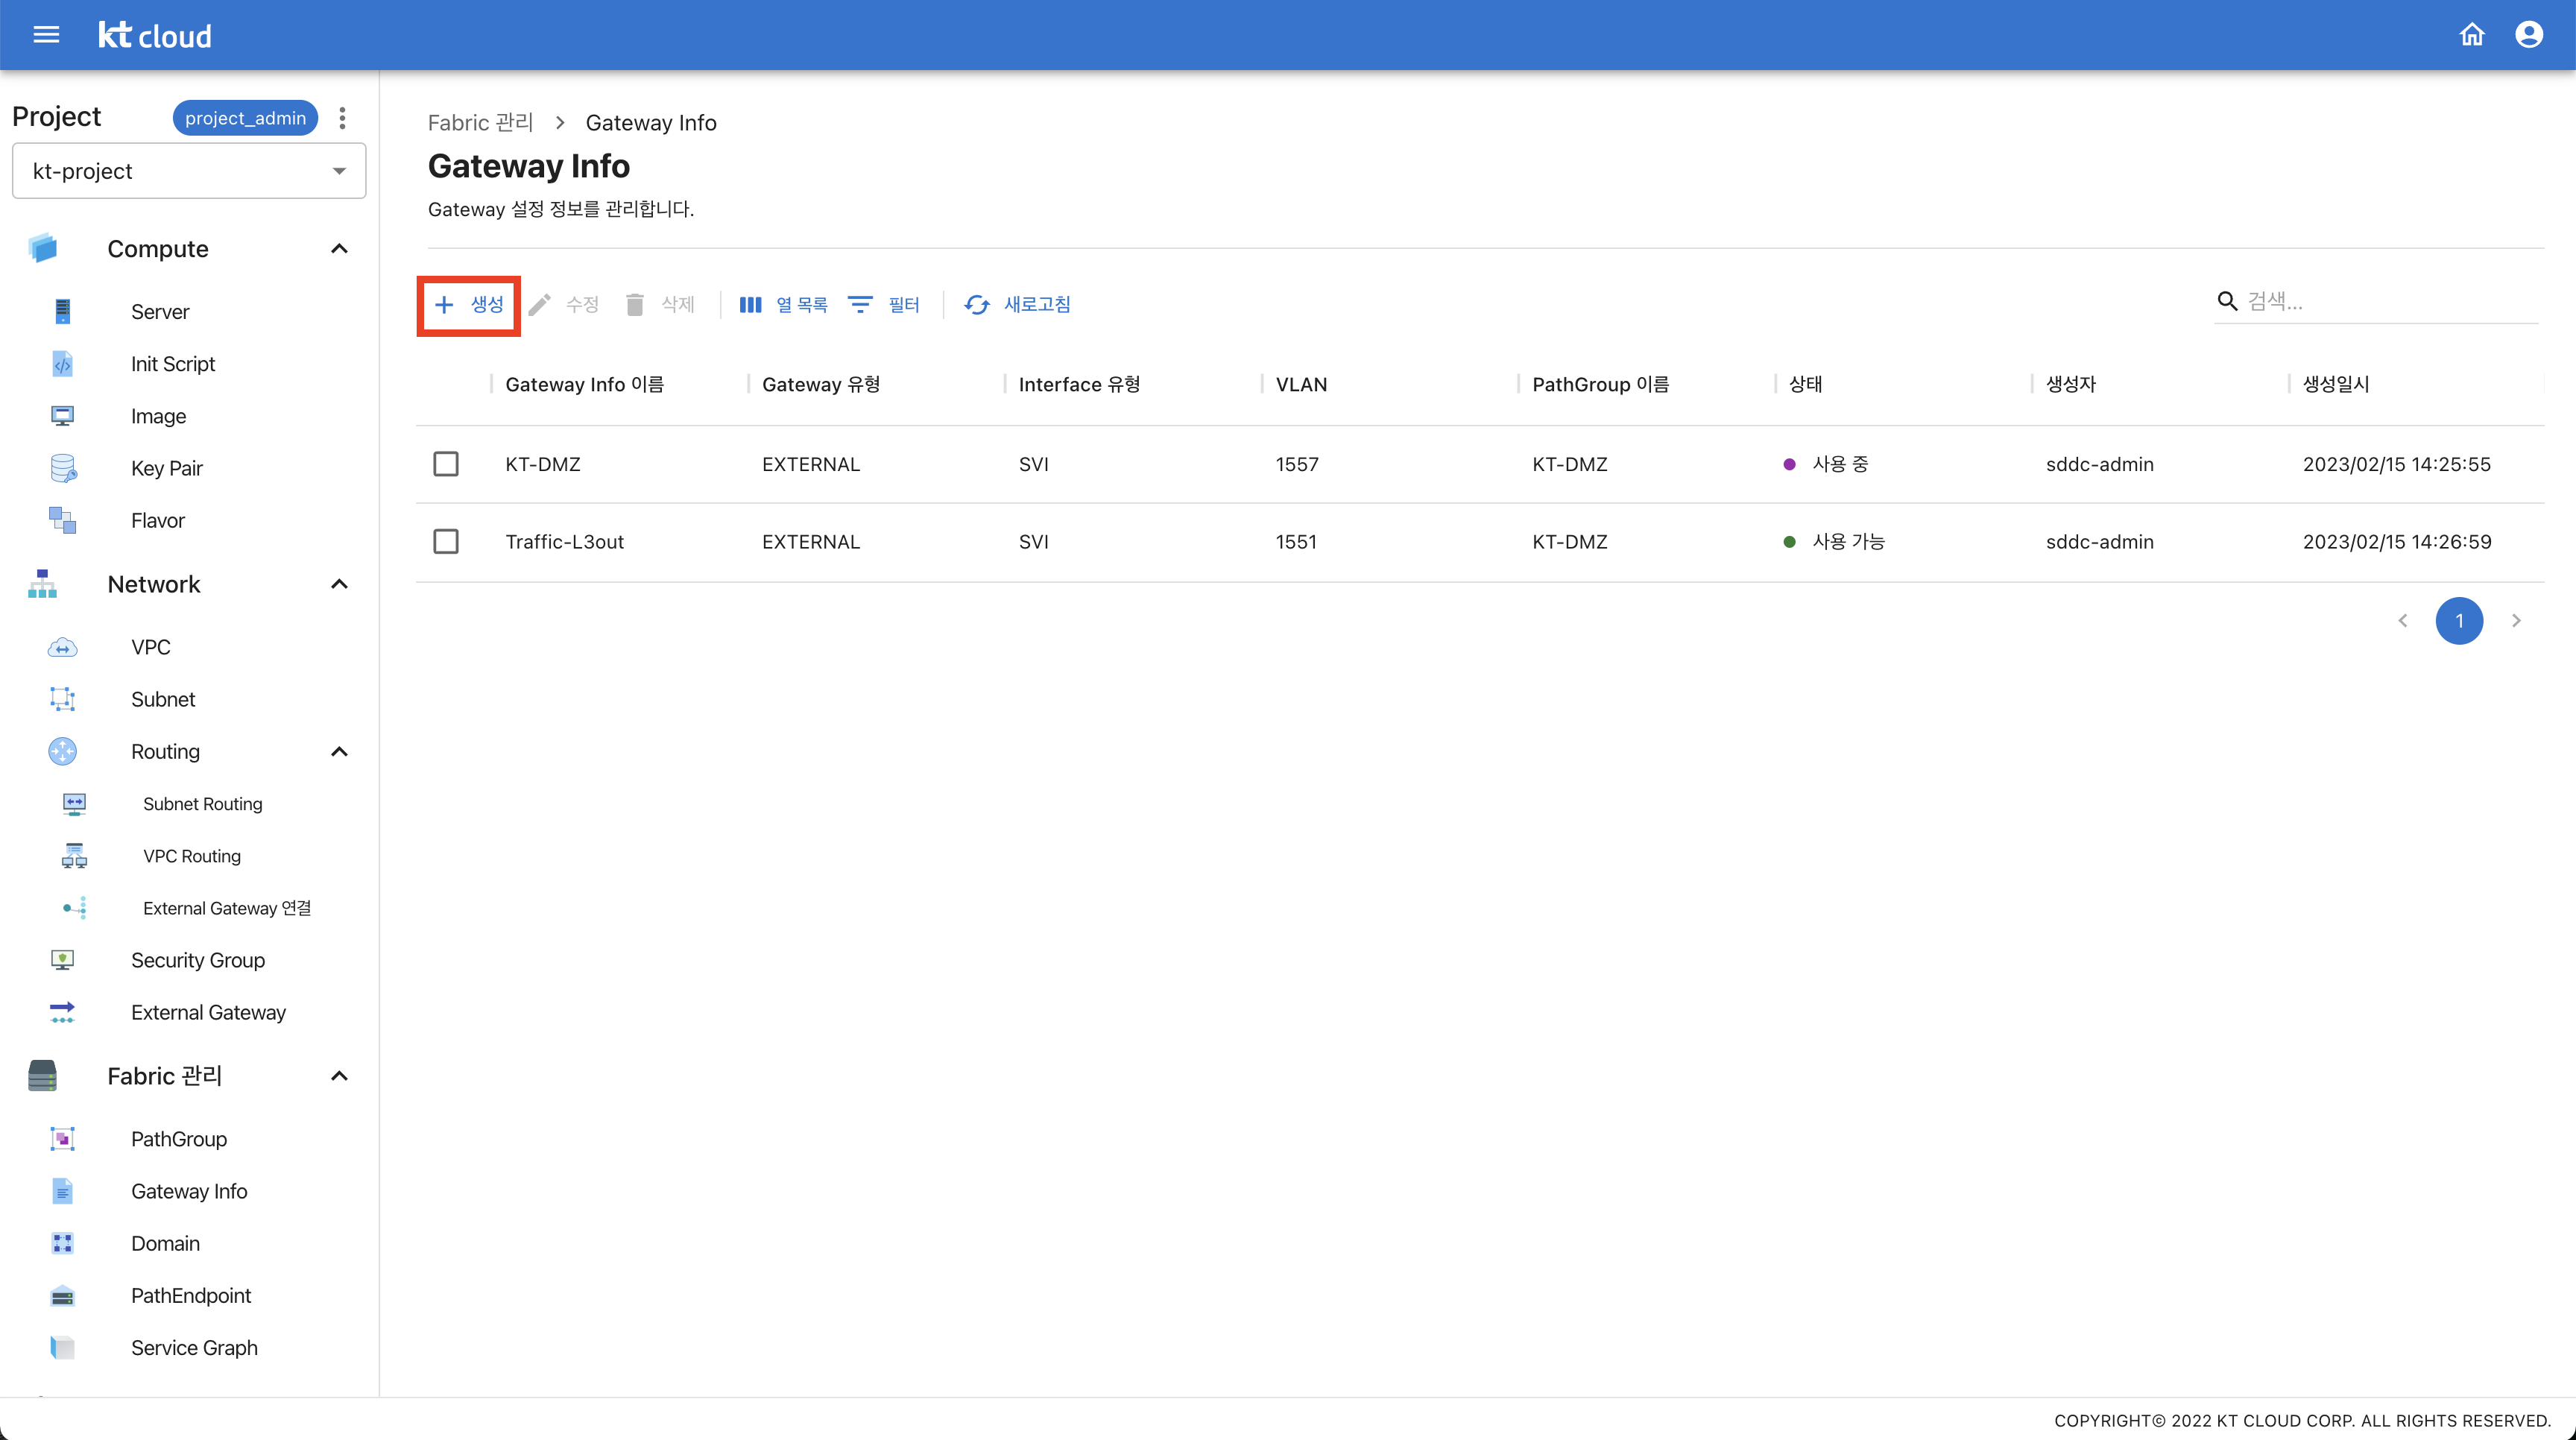 kt cloud
Project
project_admin
kt-project
Compute
Server
Init Script
Image
Key Pair
Flavor
Network
VPC
Subnet
Routing
Subnet Routing
VPC Routing
External Gateway 연결
Security Group
External Gateway
Fabric 관리
PathGroup
Gateway Info
Domain
PathEndpoint
Service Graph
Fabric 관리 > Gateway Info
Gateway Info
Gateway 설정 정보를 관리합니다.
+ 생성 수정 삭제 열 목록 필터 새로고침 검색...
Gateway Info 이름 Gateway 유형 Interface 유형 VLAN PathGroup 이름 상태 생성자 생성일시
KT-DMZ EXTERNAL SVI 1557 KT-DMZ 사용 중 sddc-admin 2023/02/15 14:25:55
Traffic-L3out EXTERNAL SVI 1551 KT-DMZ 사용 가능 sddc-admin 2023/02/15 14:26:59
< 1 >
COPYRIGHT© 2022 KT CLOUD CORP. ALL RIGHTS RESERVED.